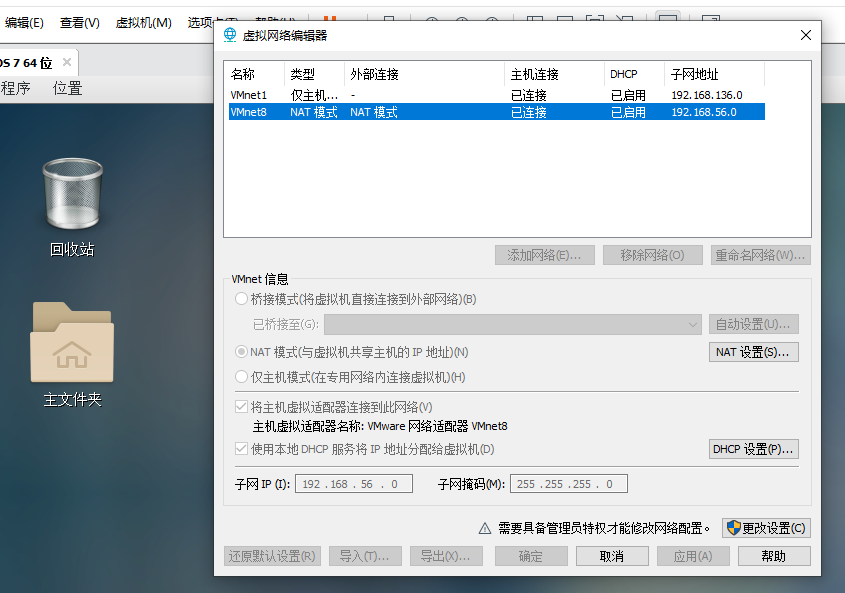 编辑(E) 查看(V) 虚拟机(M)
虚拟网络编辑器
OS 7 64 位
程序 位置
回收站
主文件夹
名称 类型 外部连接 主机连接 DHCP 子网地址
VMnet1 仅主机... - 已连接 已启用 192.168.136.0
VMnet8 NAT 模式 NAT 模式 已连接 已启用 192.168.56.0
添加网络(E)... 移除网络(O) 重命名网络(W)...
VMnet 信息
桥接模式(将虚拟机直接连接到外部网络)(B)
已桥接至(G): 自动设置(U)...
NAT 模式(与虚拟机共享主机的 IP 地址)(N) NAT 设置(S)...
仅主机模式(在专用网络内连接虚拟机)(H)
将主机虚拟适配器连接到此网络(V)
主机虚拟适配器名称: VMware 网络适配器 VMnet8
使用本地 DHCP 服务将 IP 地址分配给虚拟机(D) DHCP 设置(P)...
子网 IP (I): 192 . 168 . 56 . 0 子网掩码(M): 255 . 255 . 255 . 0
需要具备管理员特权才能修改网络配置。 更改设置(C)
还原默认设置(R) 导入(T)... 导出(X)... 确定 取消 应用(A) 帮助